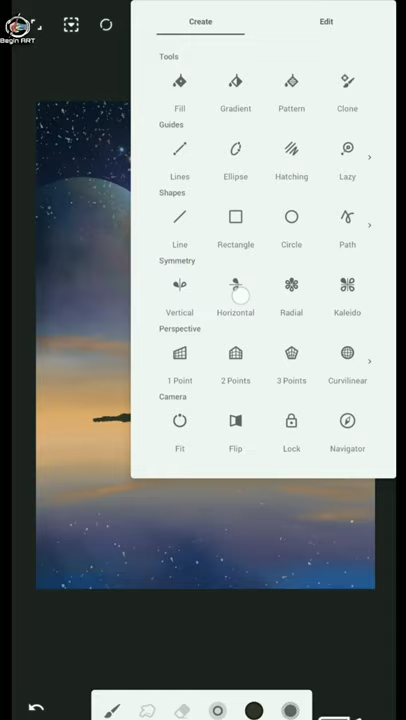 Begin ART
Create Edit
Tools
Fill Gradient Pattern Clone
Guides
Lines Ellipse Hatching Lazy
Shapes
Line Rectangle Circle Path
Symmetry
Vertical Horizontal Radial Kaleido
Perspective
1 Point 2 Points 3 Points Curvilinear
Camera
Fit Flip Lock Navigator